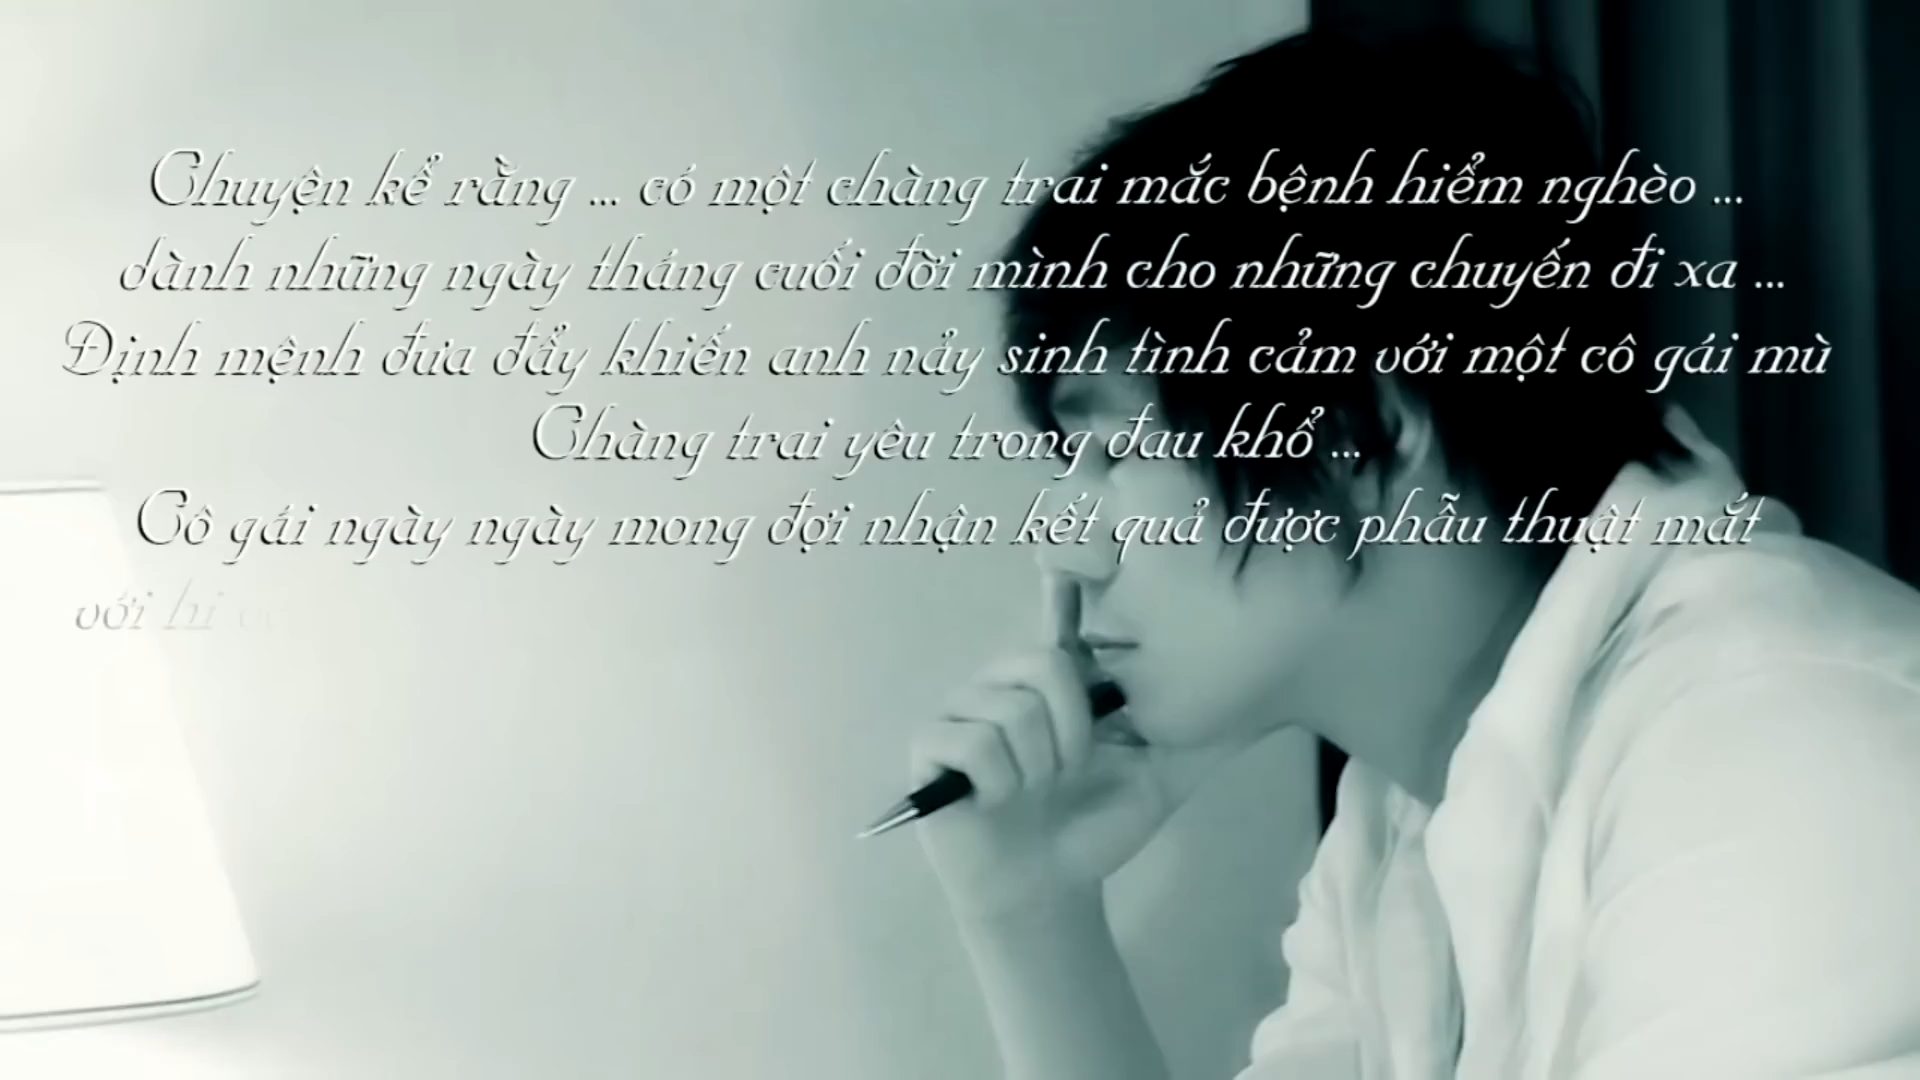 Chuyện kể rằng ... có một chàng trai mắc bệnh hiểm nghèo ...
dành những ngày tháng cuối đời mình cho những chuyến đi xa ...
Định mệnh đưa đẩy khiến anh nảy sinh tình cảm với một cô gái mù
Chàng trai yêu trong đau khổ ...
Cô gái ngày ngày mong đợi nhận kết quả được phẫu thuật mắt
với hi